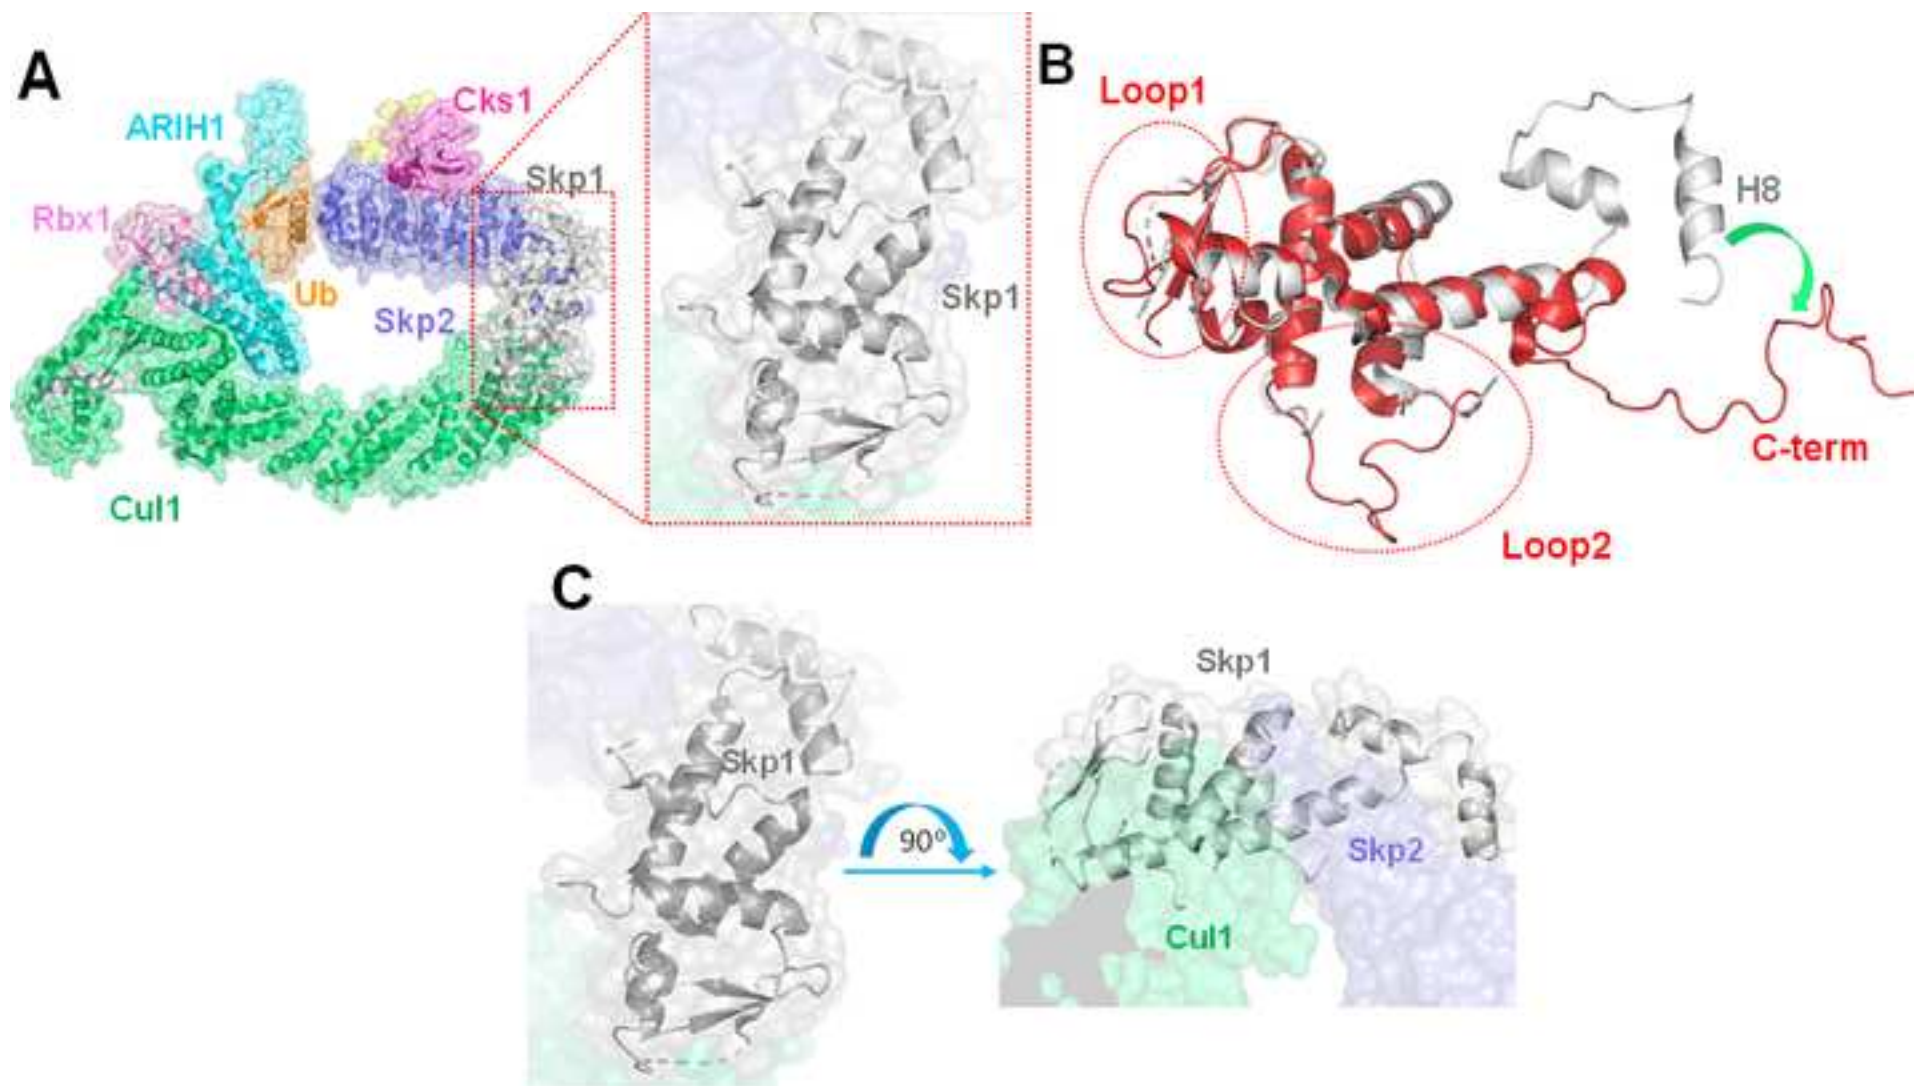 A
ARIH1
Cks1
Skp1
Rbx1
Ub
Skp2
Cul1
Skp1
B
Loop1
H8
C-term
Loop2
C
Skp1
90°
Skp1
Skp2
Cul1